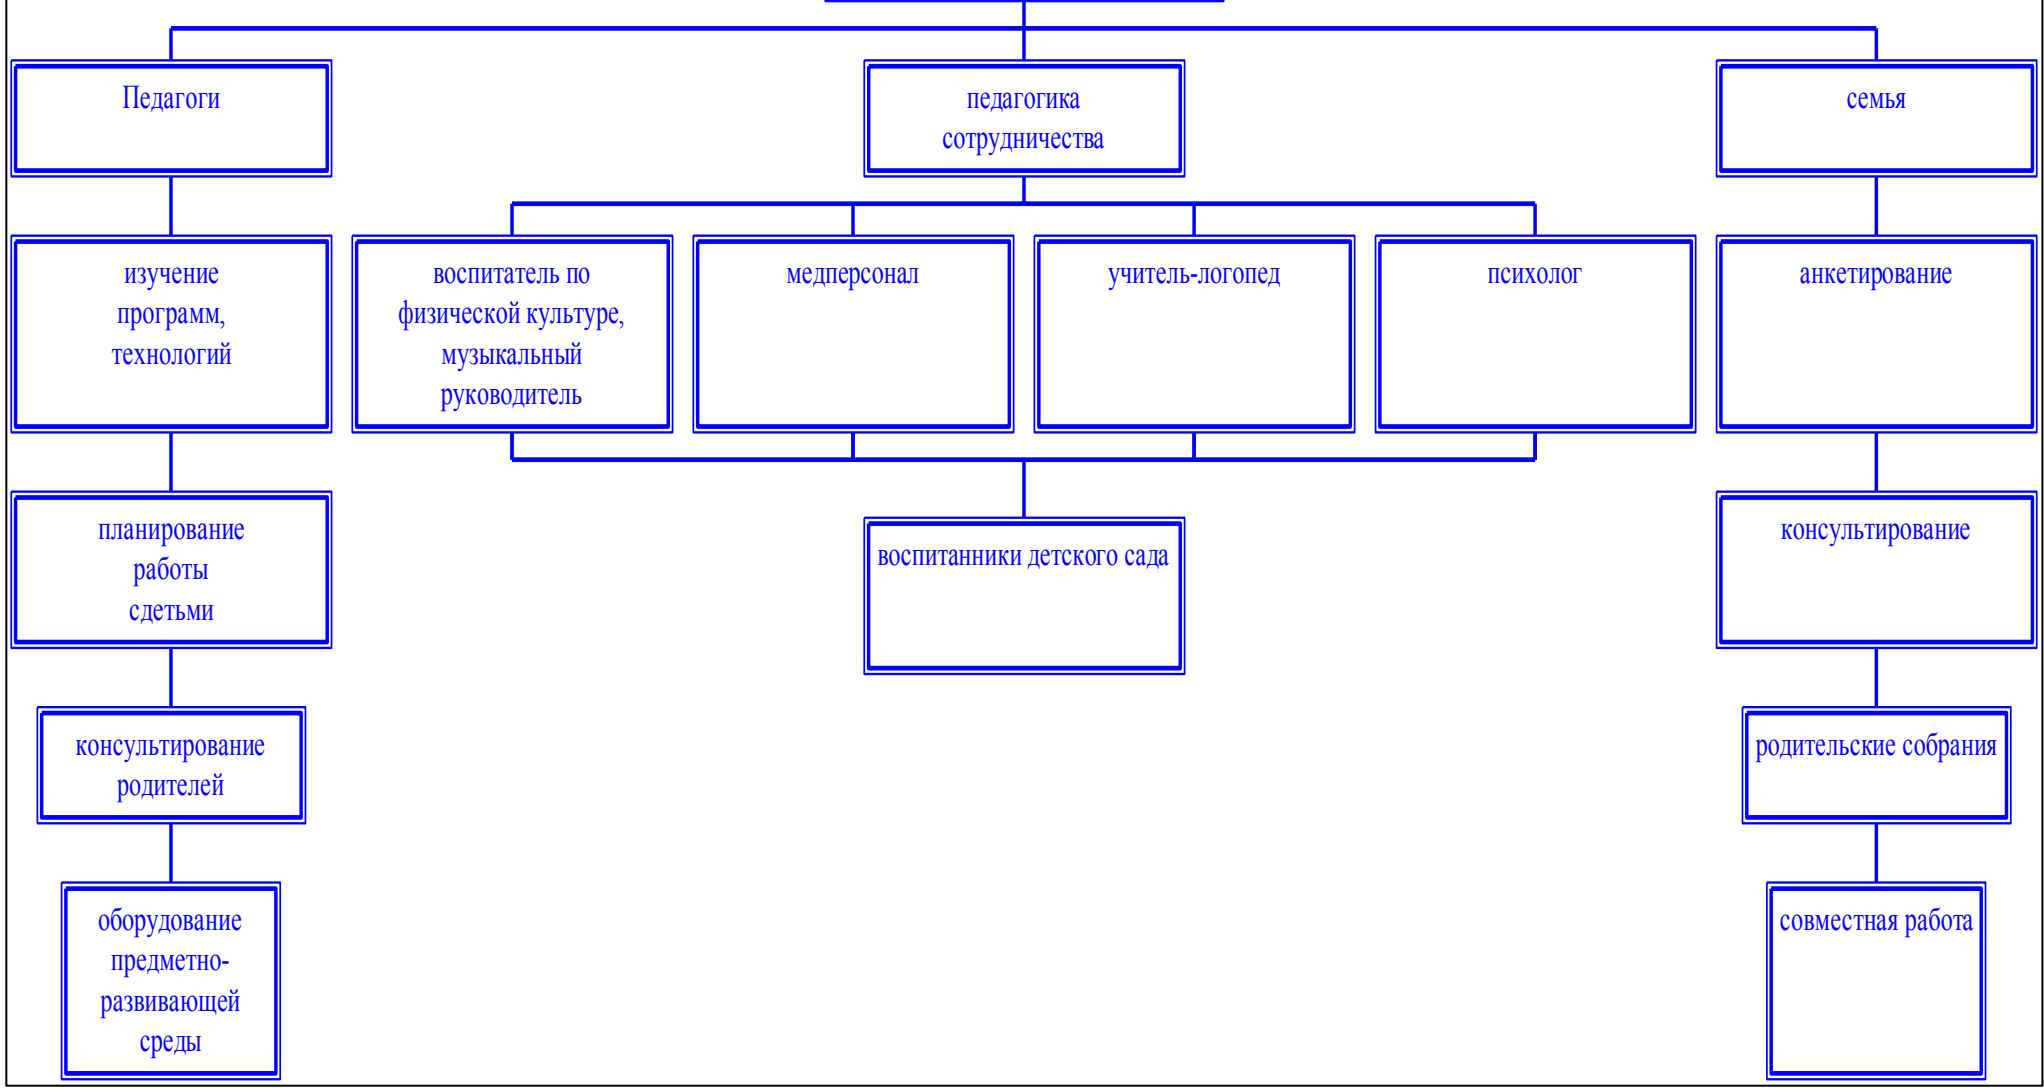 Педагоги
педагогика
сотрудничества
семья
изучение
программ,
технологий
воспитатель по
физической культуре,
музыкальный
руководитель
медперсонал
учитель-логопед
психолог
анкетирование
планирование
работы
сдетьми
воспитанники детского сада
консультирование
консультирование
родителей
родительские собрания
оборудование
предметно-
развивающей
среды
совместная работа